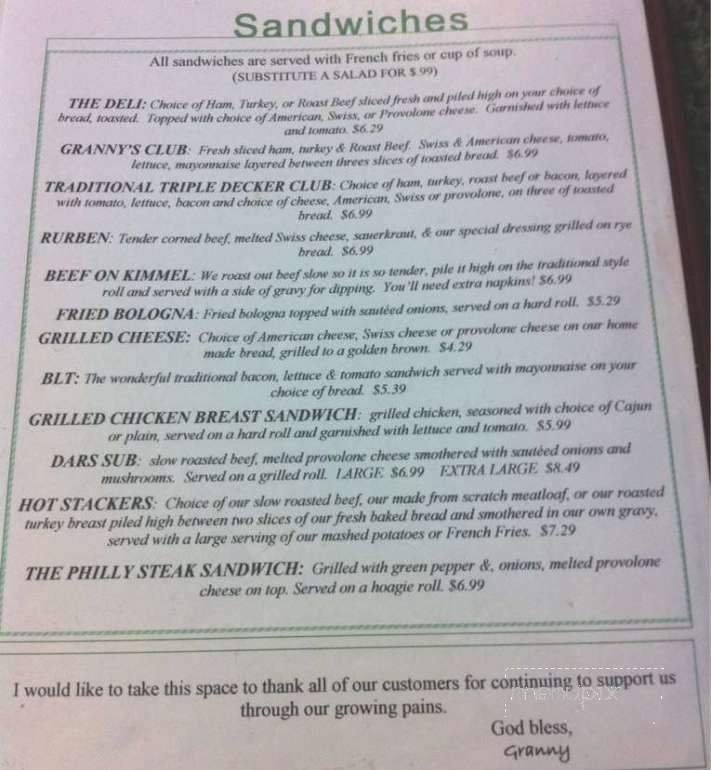 Sandwiches
All sandwiches are served with French fries or cup of soup.
(SUBSTITUTE A SALAD FOR $.99)
THE DELI: Choice of Ham, Turkey, or Roast Beef sliced fresh and piled high on your choice of
bread, toasted. Topped with choice of American, Swiss, or Provolone cheese. Garnished with lettuce
and tomato. $6.29
GRANNY'S CLUB: Fresh sliced ham, turkey & Roast Beef. Swiss & American cheese, tomato,
lettuce, mayonnaise layered between threes slices of toasted bread. $6.99
TRADITIONAL TRIPLE DECKER CLUB: Choice of ham, turkey, roast beef or bacon, layered
with tomato, lettuce, bacon and choice of cheese, American, Swiss or provolone, on three of toasted
bread. $6.99
RURBEN: Tender corned beef, melted Swiss cheese, sauerkraut, & our special dressing grilled on rye
bread. $6.99
BEEF ON KIMMEL: We roast out beef slow so it is so tender, pile it high on the traditional style
roll and served with a side of gravy for dipping. You'll need extra napkins! $6.99
FRIED BOLOGNA: Fried bologna topped with sautéed onions, served on a hard roll. $5.29
GRILLED CHEESE: Choice of American cheese, Swiss cheese or provolone cheese on our home
made bread, grilled to a golden brown. $4.29
BLT: The wonderful traditional bacon, lettuce & tomato sandwich served with mayonnaise on your
choice of bread. $5.39
GRILLED CHICKEN BREAST SANDWICH: grilled chicken, seasoned with choice of Cajun
or plain, served on a hard roll and garnished with lettuce and tomato. $5.99
DARS SUB: slow roasted beef, melted provolone cheese smothered with sautéed onions and
mushrooms. Served on a grilled roll. LARGE $6.99 EXTRA LARGE $8.49
HOT STACKERS: Choice of our slow roasted beef, our made from scratch meatloaf, or our roasted
turkey breast piled high between two slices of our fresh baked bread and smothered in our own gravy,
served with a large serving of our mashed potatoes or French Fries. $7.29
THE PHILLY STEAK SANDWICH: Grilled with green pepper &, onions, melted provolone
cheese on top. Served on a hoagie roll. $6.99
I would like to take this space to thank all of our customers for continuing to support us
through our growing pains.
God bless,
Granny
menupix